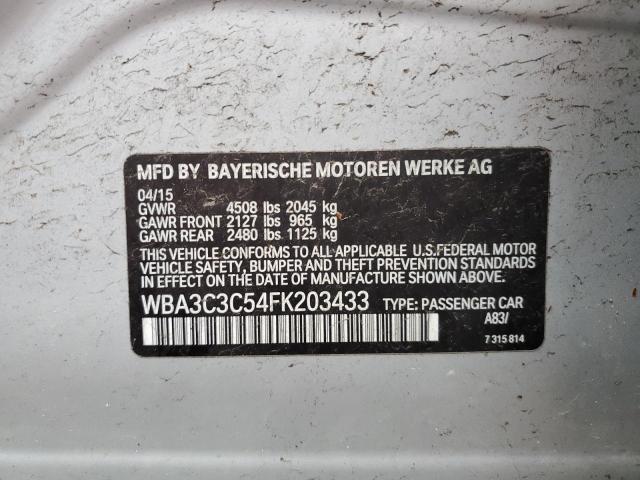 MFD BY BAYERISCHE MOTOREN WERKE AG
04/15
GVWR 4508 lbs 2045 kg
GAWR FRONT 2127 lbs 965 kg
GAWR REAR 2480 lbs 1125 kg
THIS VEHICLE CONFORMS TO ALL APPLICABLE U.S.FEDERAL MOTOR
VEHICLE SAFETY, BUMPER AND THEFT PREVENTION STANDARDS
IN EFFECT ON THE DATE OF MANUFACTURE SHOWN ABOVE.
WBA3C3C54FK203433 TYPE: PASSENGER CAR
A83/
7 315 814